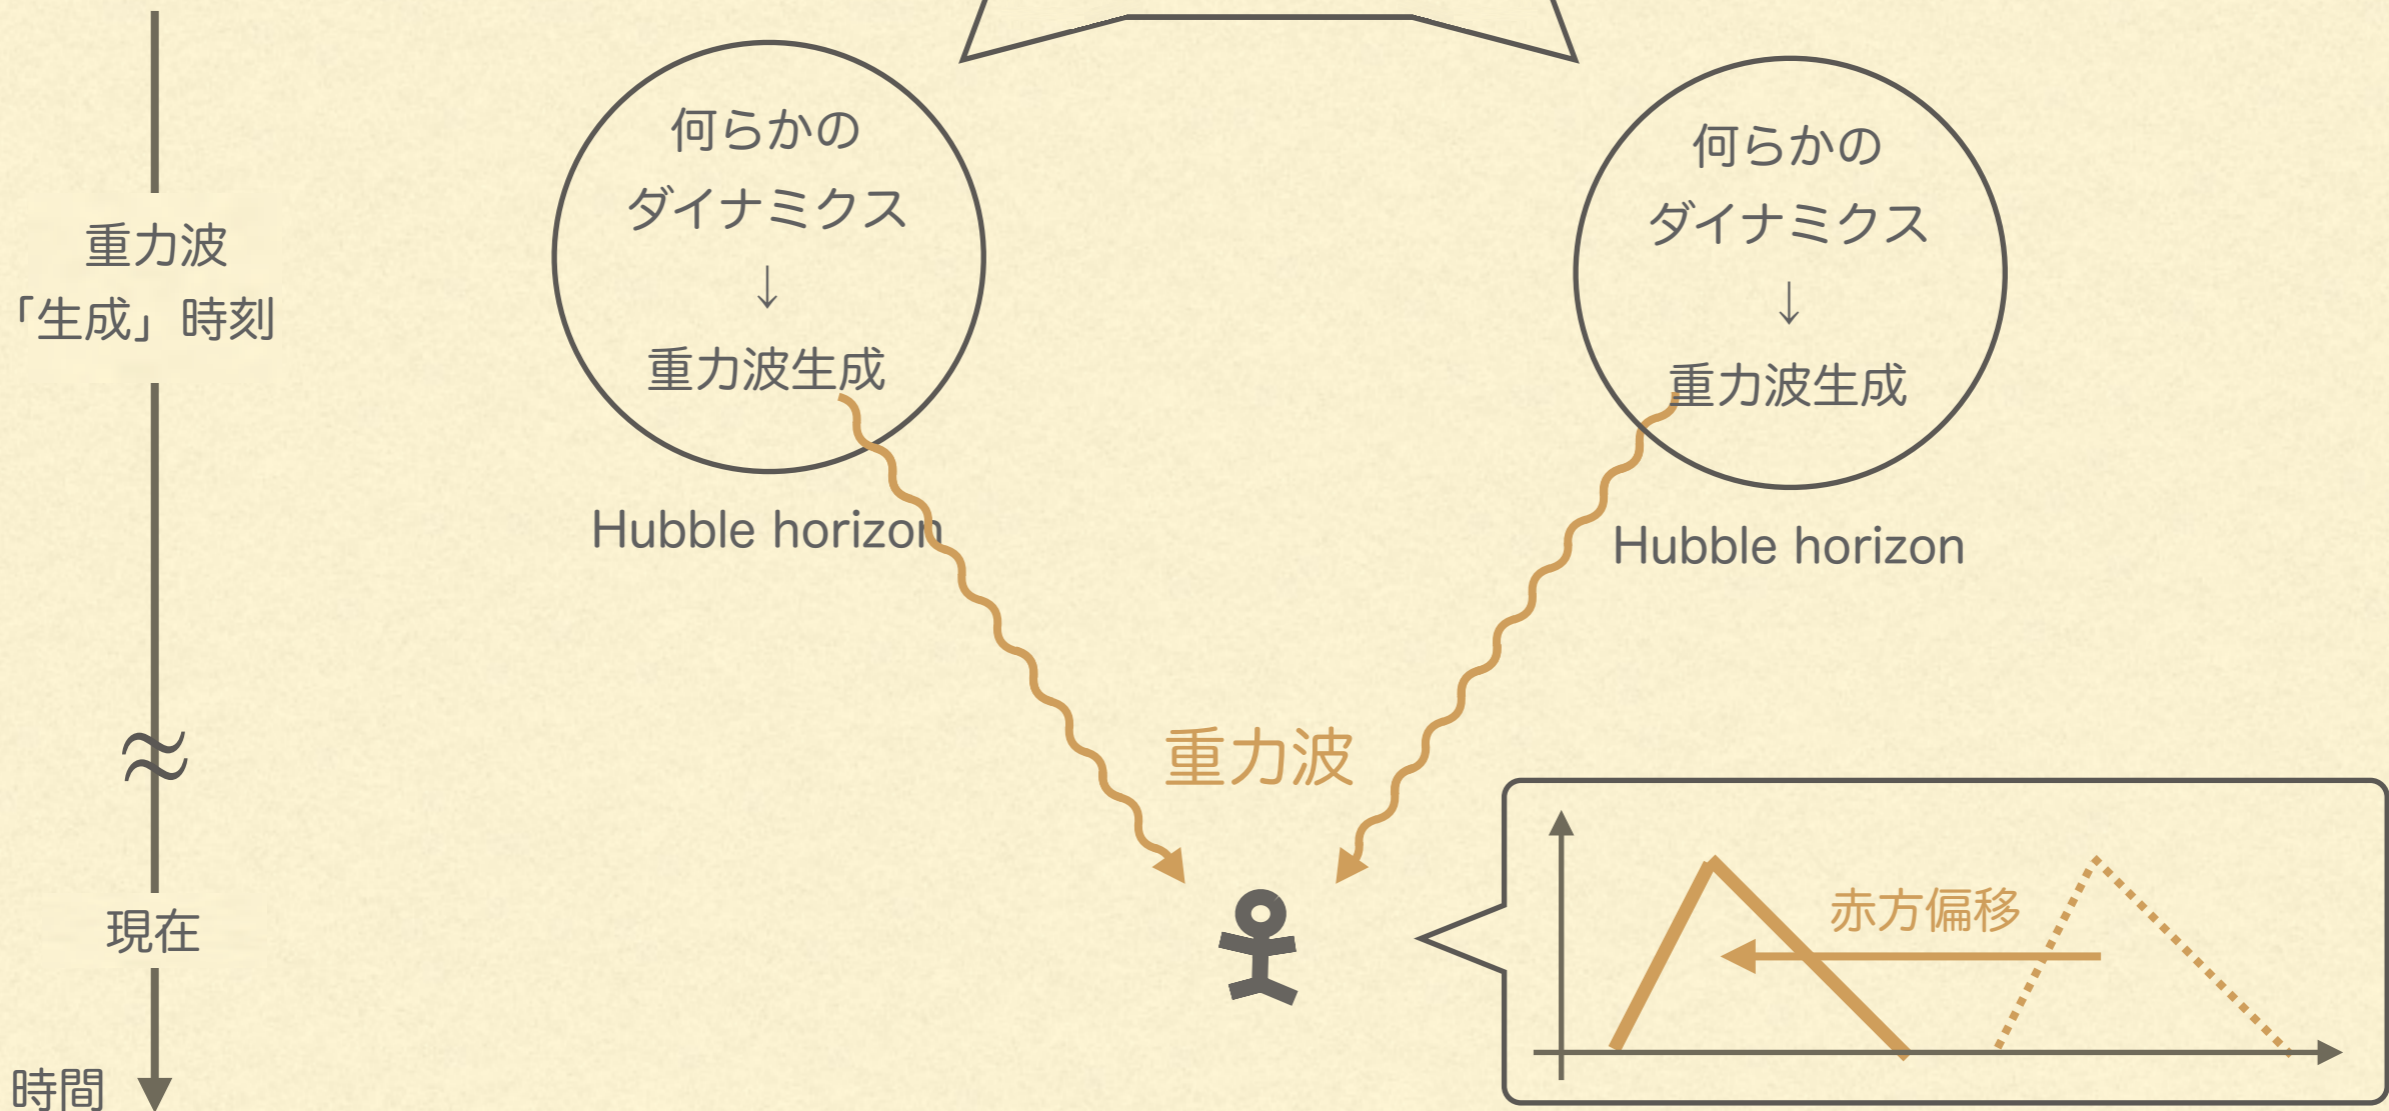 何らかの
ダイナミクス
↓
重力波生成
Hubble horizon
何らかの
ダイナミクス
↓
重力波生成
Hubble horizon
重力波
「生成」時刻
重力波
赤方偏移
現在
時間